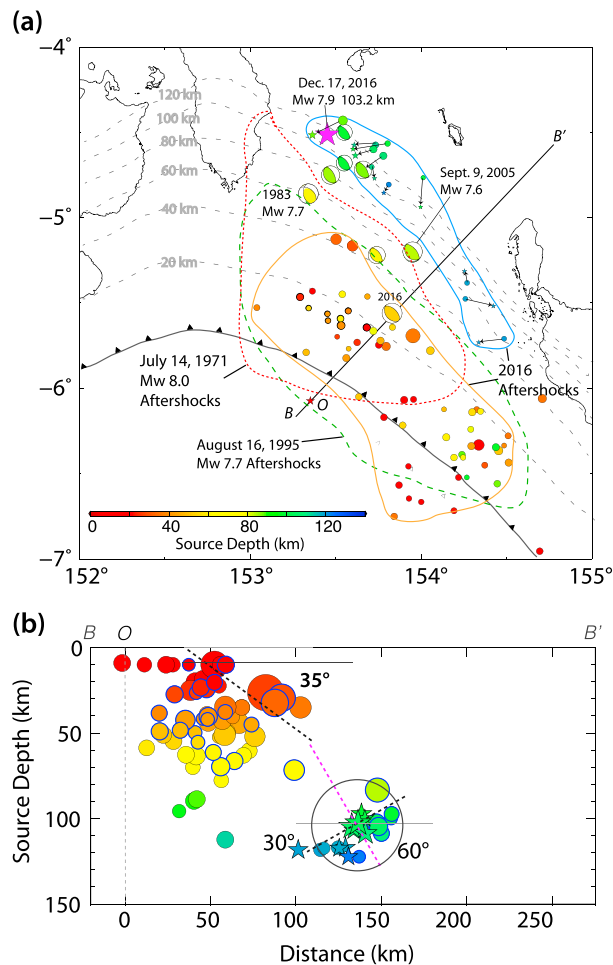 (a)
−4°
−5°
−6°
−7°
152°
153°
154°
155°
120 km
100 km
80 km
60 km
40 km
20 km
Dec. 17, 2016
Mw 7.9 103.2 km
B'
Sept. 9, 2005
Mw 7.6
1983
Mw 7.7
2016
July 14, 1971
Mw 8.0
Aftershocks
B
O
2016
Aftershocks
August 16, 1995
Mw 7.7 Aftershocks
0 40 80 120
Source Depth (km)
(b)
B O B'
0
50
100
150
Source Depth (km)
35°
30°
60°
0 50 100 150 200 250
Distance (km)